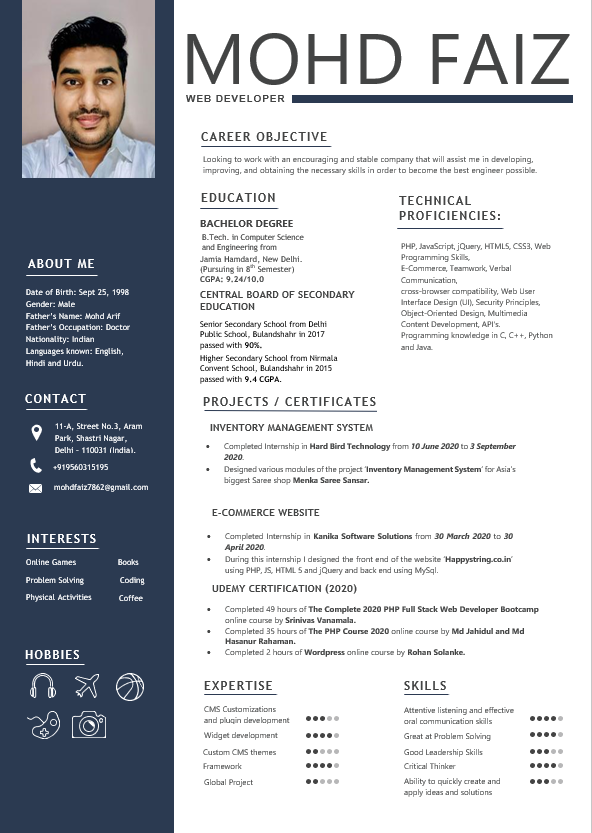 MOHD FAIZ
WEB DEVELOPER
CAREER OBJECTIVE
Looking to work with an encouraging and stable company that will assist me in developing,
improving, and obtaining the necessary skills in order to become the best engineer possible.
EDUCATION
BACHELOR DEGREE
B.Tech. in Computer Science
and Engineering from
Jamia Hamdard, New Delhi.
(Pursuing in 8th Semester)
CGPA: 9.24/10.0
CENTRAL BOARD OF SECONDARY
EDUCATION
Senior Secondary School from Delhi
Public School, Bulandshahr in 2017
passed with 90%.
Higher Secondary School from Nirmala
Convent School, Bulandshahr in 2015
passed with 9.4 CGPA.
TECHNICAL
PROFICIENCIES:
PHP, JavaScript, jQuery, HTML5, CSS3, Web
Programming Skills,
E-Commerce, Teamwork, Verbal
Communication,
cross-browser compatibility, Web User
Interface Design (UI), Security Principles,
Object-Oriented Design, Multimedia
Content Development, API's.
Programming knowledge in C, C++, Python
and Java.
PROJECTS / CERTIFICATES
INVENTORY MANAGEMENT SYSTEM
• Completed Internship in Hard Bird Technology from 10 June 2020 to 3 September
2020.
• Designed various modules of the project 'Inventory Management System' for Asia's
biggest Saree shop Menka Saree Sansar.
E-COMMERCE WEBSITE
• Completed Internship in Kanika Software Solutions from 30 March 2020 to 30
April 2020.
• During this internship I designed the front end of the website 'Happystring.co.in'
using PHP, JS, HTML 5 and jQuery and back end using MySql.
UDEMY CERTIFICATION (2020)
• Completed 49 hours of The Complete 2020 PHP Full Stack Web Developer Bootcamp
online course by Srinivas Vanamala.
• Completed 35 hours of The PHP Course 2020 online course by Md Jahidul and Md
Hasanur Rahaman.
• Completed 2 hours of Wordpress online course by Rohan Solanke.
EXPERTISE
CMS Customizations
and plugin development
Widget development
Custom CMS themes
Framework
Global Project
SKILLS
Attentive listening and effective
oral communication skills
Great at Problem Solving
Good Leadership Skills
Critical Thinker
Ability to quickly create and
apply ideas and solutions
ABOUT ME
Date of Birth: Sept 25, 1998
Gender: Male
Father's Name: Mohd Arif
Father's Occupation: Doctor
Nationality: Indian
Languages known: English,
Hindi and Urdu.
CONTACT
11-A, Street No.3, Aram
Park, Shastri Nagar,
Delhi - 110031 (India).
+919560315195
mohdfaiz7862@gmail.com
INTERESTS
Online Games Books
Problem Solving Coding
Physical Activities Coffee
HOBBIES